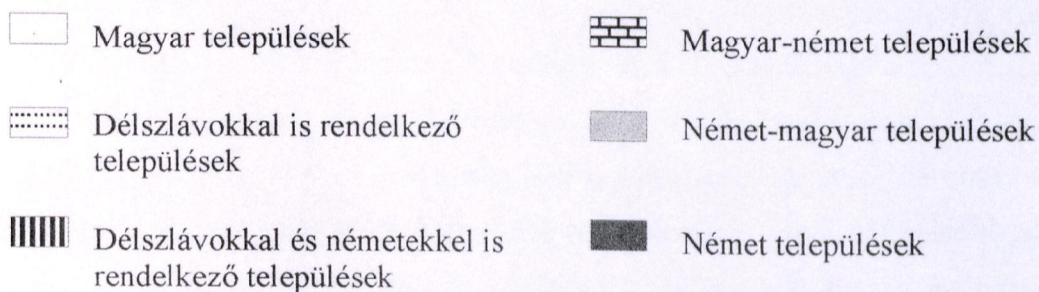 Magyar települések
Délszlávokkal is rendelkező
települések
Délszlávokkal és németekkel is
rendelkező települések
Magyar-német települések
Német-magyar települések
Német települések